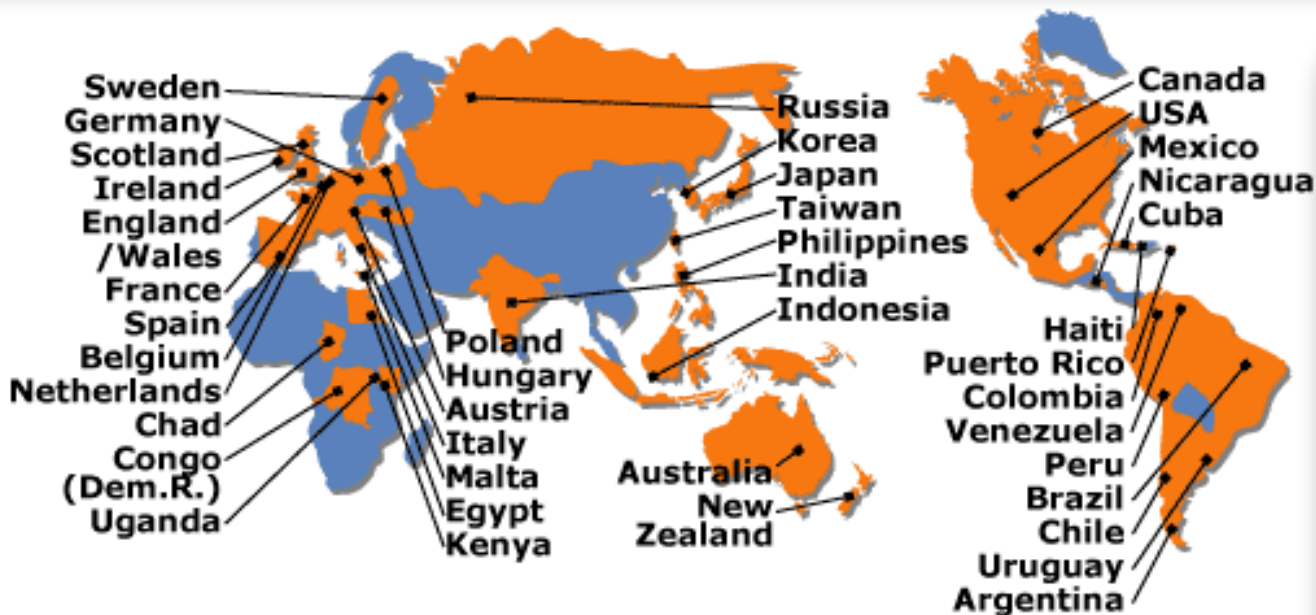 Sweden
Germany
Scotland
Ireland
England
/Wales
France
Spain
Belgium
Netherlands
Chad
Congo
(Dem.R.)
Uganda
Poland
Hungary
Austria
Italy
Malta
Egypt
Kenya
Russia
Korea
Japan
Taiwan
Philippines
India
Indonesia
Australia
New
Zealand
Canada
USA
Mexico
Nicaragua
Cuba
Haiti
Puerto Rico
Colombia
Venezuela
Peru
Brazil
Chile
Uruguay
Argentina